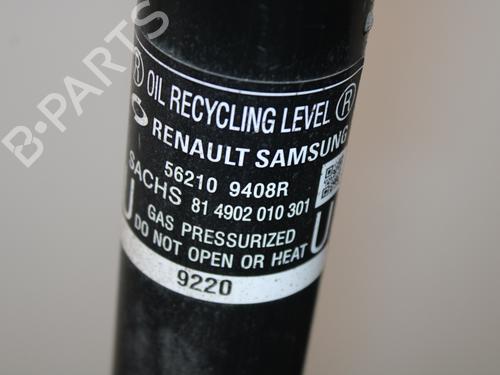 B-PARTS
® OIL RECYCLING LEVEL ®
RENAULT SAMSUNG
56210 9408R
SACHS 81 4902 010 301
U GAS PRESSURIZED U
DO NOT OPEN OR HEAT
9220